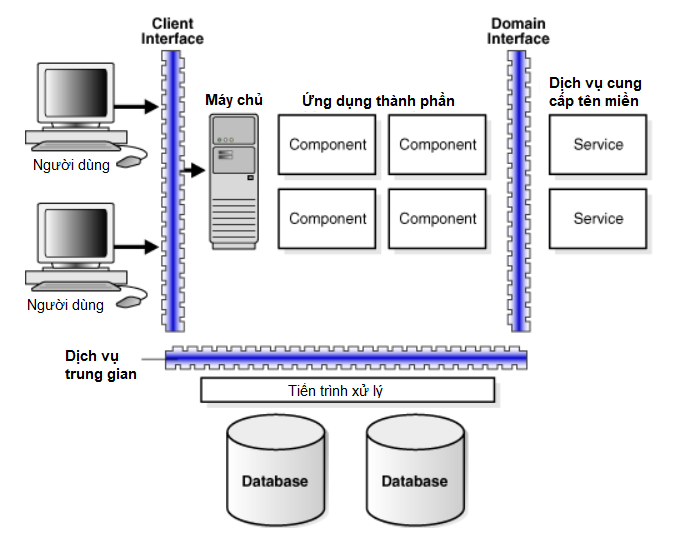 Client
Interface
Domain
Interface
Máy chủ
Ứng dụng thành phần
Dịch vụ cung
cấp tên miền
Component
Component
Service
Người dùng
Component
Component
Service
Người dùng
Dịch vụ
trung gian
Tiến trình xử lý
Database
Database